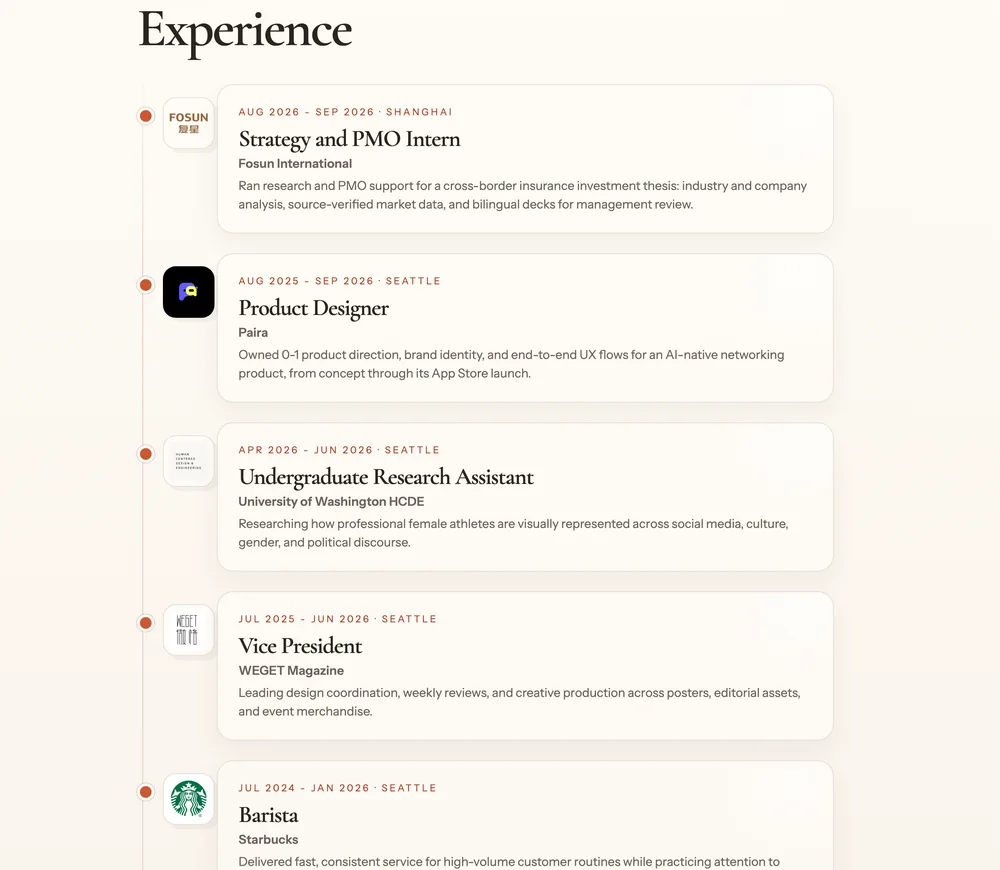 Experience
FOSUN
复星
AUG 2026 - SEP 2026 · SHANGHAI
Strategy and PMO Intern
Fosun International
Ran research and PMO support for a cross-border insurance investment thesis: industry and company
analysis, source-verified market data, and bilingual decks for management review.
AUG 2025 - SEP 2026 · SEATTLE
Product Designer
Paira
Owned 0-1 product direction, brand identity, and end-to-end UX flows for an AI-native networking
product, from concept through its App Store launch.
HUMAN
CENTERED
DESIGN &
ENGINEERING
APR 2026 - JUN 2026 · SEATTLE
Undergraduate Research Assistant
University of Washington HCDE
Researching how professional female athletes are visually represented across social media, culture,
gender, and political discourse.
WEGET
JUL 2025 - JUN 2026 · SEATTLE
Vice President
WEGET Magazine
Leading design coordination, weekly reviews, and creative production across posters, editorial assets,
and event merchandise.
JUL 2024 - JAN 2026 · SEATTLE
Barista
Starbucks
Delivered fast, consistent service for high-volume customer routines while practicing attention to